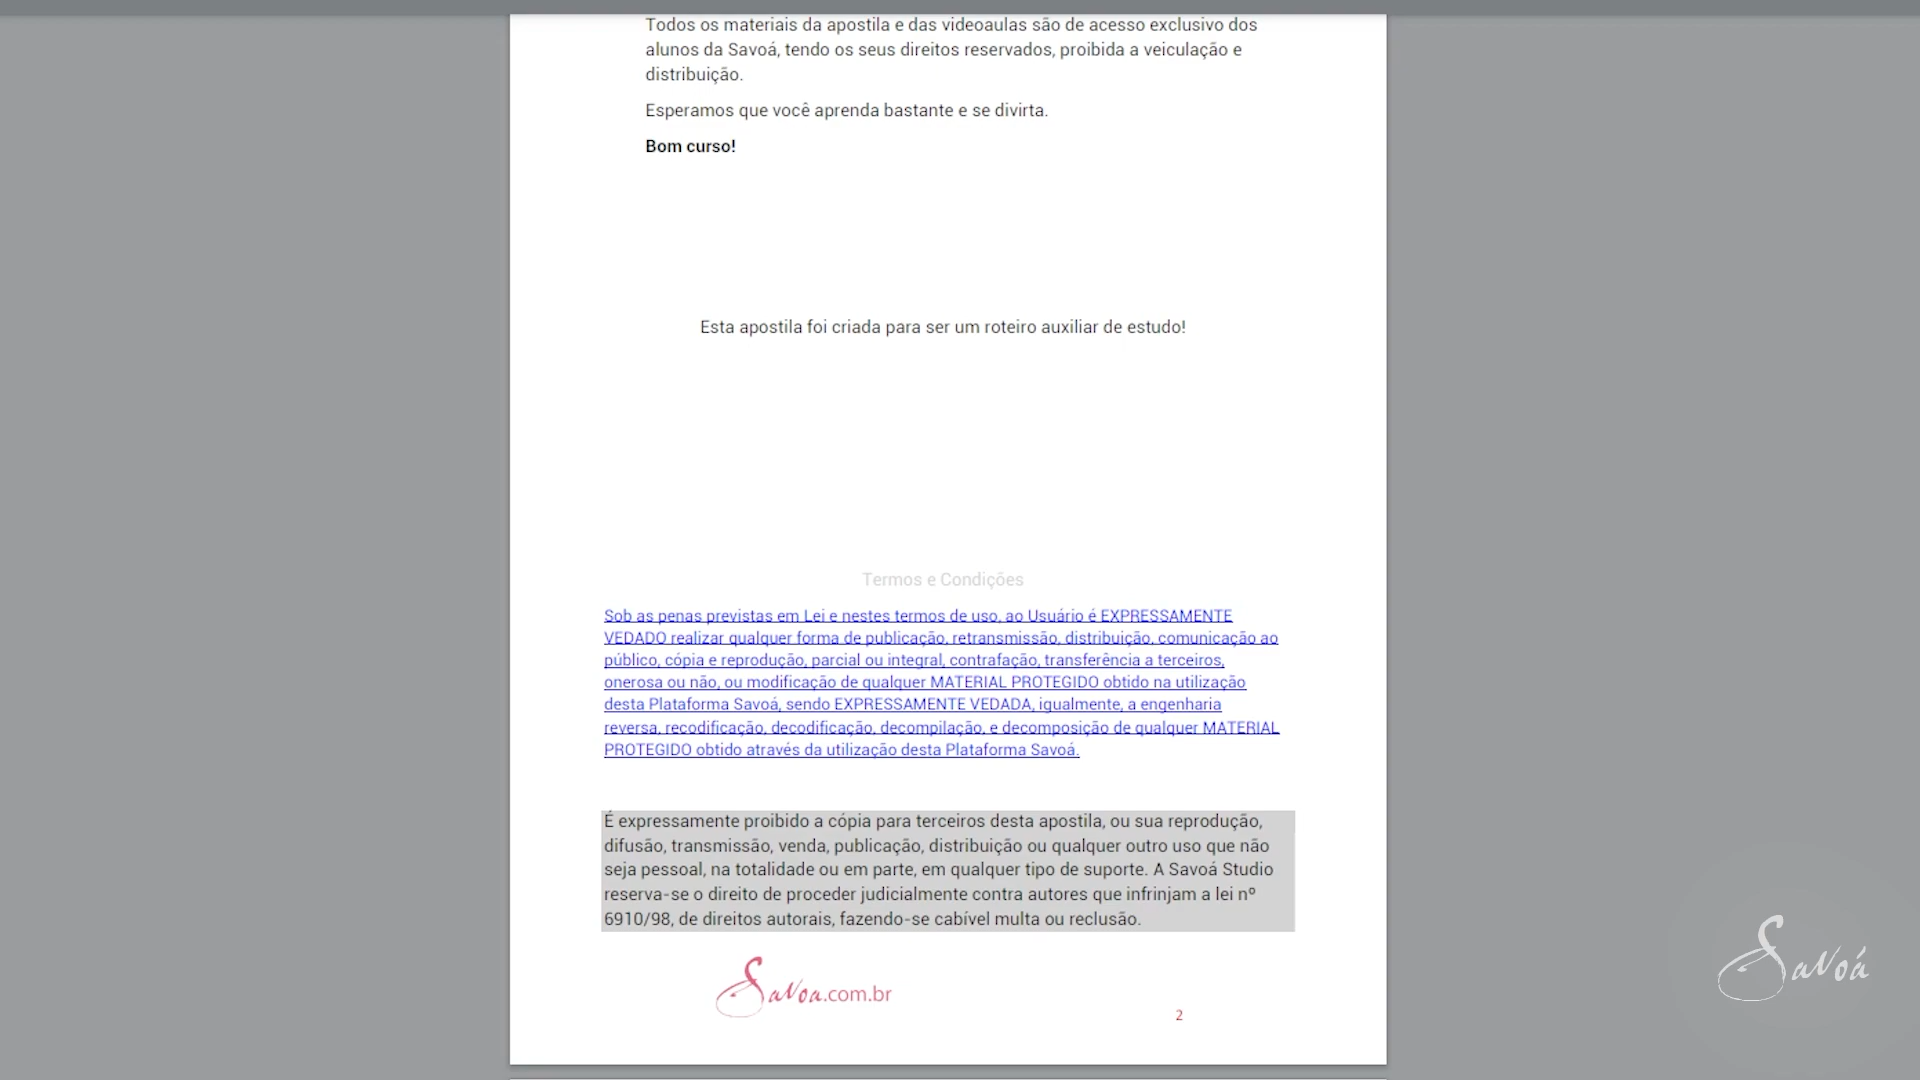 Todos os materiais da apostila e das videoaulas são de acesso exclusivo dos
alunos da Savoá, tendo os seus direitos reservados, proibida a veiculação e
distribuição.
Esperamos que você aprenda bastante e se divirta.
Bom curso!
Esta apostila foi criada para ser um roteiro auxiliar de estudo!
Termos e Condições
Sob as penas previstas em Lei e nestes termos de uso, ao Usuário é EXPRESSAMENTE
VEDADO realizar qualquer forma de publicação, retransmissão, distribuição, comunicação ao
público, cópia e reprodução, parcial ou integral, contrafação, transferência a terceiros,
onerosa ou não, ou modificação de qualquer MATERIAL PROTEGIDO obtido na utilização
desta Plataforma Savoá, sendo EXPRESSAMENTE VEDADA, igualmente, a engenharia
reversa, recodificação, decodificação, decompilação, e decomposição de qualquer MATERIAL
PROTEGIDO obtido através da utilização desta Plataforma Savoá.
É expressamente proibido a cópia para terceiros desta apostila, ou sua reprodução,
difusão, transmissão, venda, publicação, distribuição ou qualquer outro uso que não
seja pessoal, na totalidade ou em parte, em qualquer tipo de suporte. A Savoá Studio
reserva-se o direito de proceder judicialmente contra autores que infrinjam a lei nº
6910/98, de direitos autorais, fazendo-se cabível multa ou reclusão.
Savoa.com.br
2
Savoá